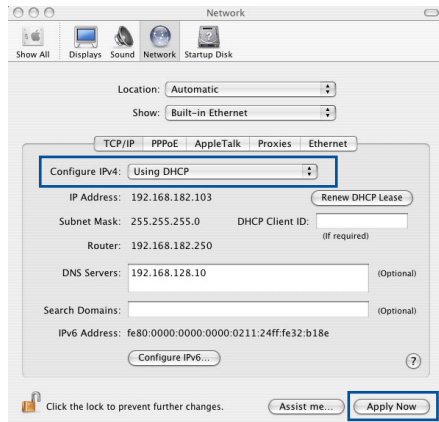 Network
Show All Displays Sound Network Startup Disk
Location: Automatic
Show: Built-in Ethernet
TCP/IP PPPoE AppleTalk Proxies Ethernet
Configure IPv4: Using DHCP
IP Address: 192.168.182.103 Renew DHCP Lease
Subnet Mask: 255.255.255.0 DHCP Client ID:
(If required)
Router: 192.168.182.250
DNS Servers: 192.168.128.10 (Optional)
Search Domains: (Optional)
IPv6 Address: fe80:0000:0000:0000:0211:24ff:fe32:b18e
Configure IPv6... ?
Click the lock to prevent further changes. Assist me... Apply Now